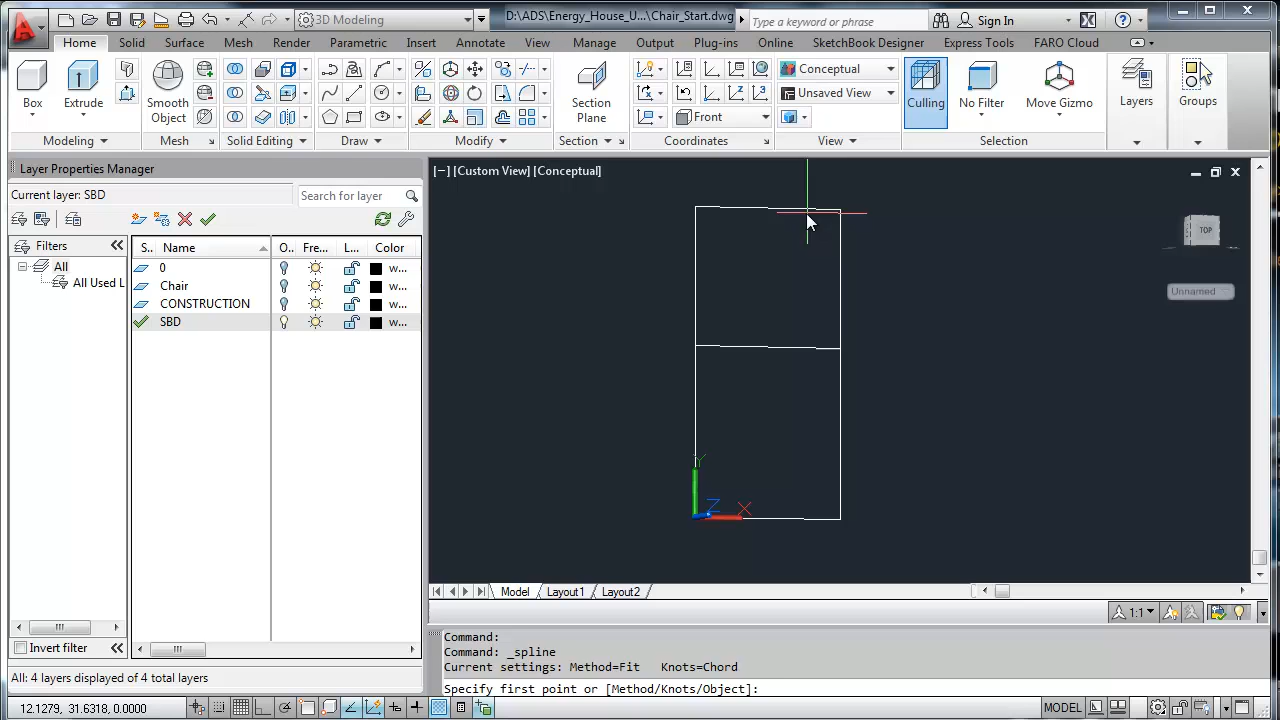 3D Modeling
D:\ADS\Energy_House_U...\Chair_Start.dwg
Type a keyword or phrase
Sign In
Home Solid Surface Mesh Render Parametric Insert Annotate View Manage Output Plug-ins Online SketchBook Designer Express Tools FARO Cloud
Box
Extrude
Smooth
Object
Section
Plane
Front
Conceptual
Unsaved View
Culling
No Filter
Move Gizmo
Layers
Groups
Modeling Mesh Solid Editing Draw Modify Section Coordinates View Selection
Layer Properties Manager
Current layer: SBD
Search for layer
Filters
All
All Used L
S.. Name O.. Fre... L... Color
0 w...
Chair w...
CONSTRUCTION w...
SBD w...
Invert filter
All: 4 layers displayed of 4 total layers
[−] [Custom View] [Conceptual]
TOP
Unnamed
Y
Z
X
Model Layout1 Layout2
1:1
Command:
Command: _spline
Current settings: Method=Fit Knots=Chord
Specify first point or [Method/Knots/Object]:
12.1279, 31.6318, 0.0000
MODEL